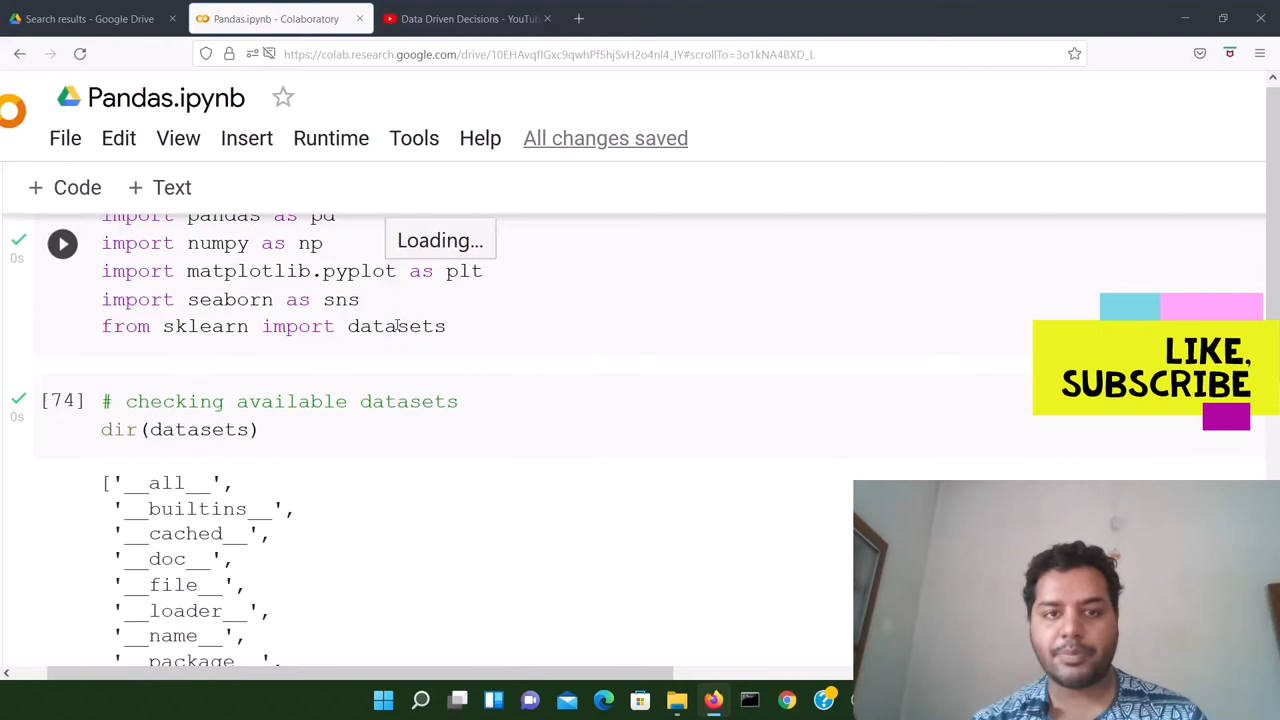 Search results - Google Drive
Pandas.ipynb - Colaboratory
Data Driven Decisions - YouTub
https://colab.research.google.com/drive/10EHAvqflGxc9qwhPf5hjSvH2o4nl4_IY#scrollTo=3o1kNA4BXD_L
Pandas.ipynb
File Edit View Insert Runtime Tools Help All changes saved
+ Code + Text
import pandas as pd
Loading...
import numpy as np
0s
import matplotlib.pyplot as plt
import seaborn as sns
from sklearn import datasets
LIKE,
SUBSCRIBE
[74] # checking available datasets
0s
dir(datasets)
['__all__',
'__builtins__',
'__cached__',
'__doc__',
'__file__',
'__loader__',
'__name__',
'__package__',